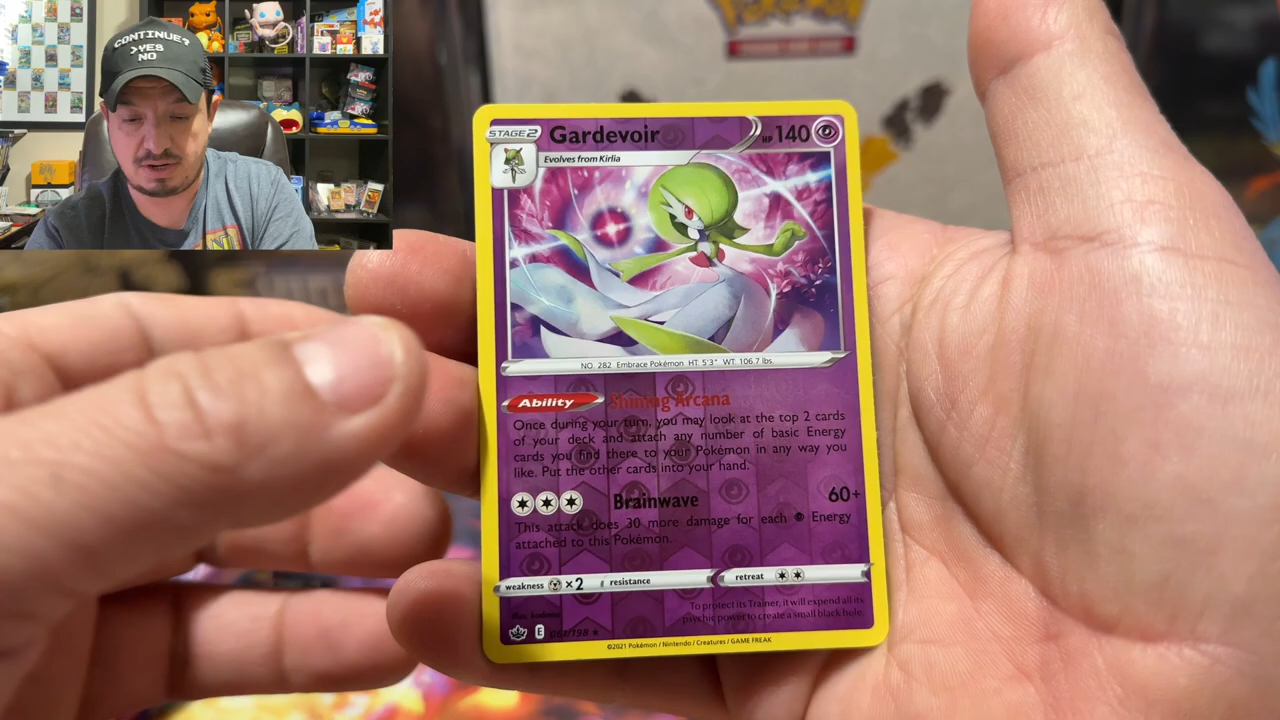 CONTINUE?
>YES
NO
POKÉMON
STAGE 2 Gardevoir HP 140
Evolves from Kirlia
NO. 282 Embrace Pokémon HT: 5'3" WT: 106.7 lbs.
Ability Shining Arcana
Once during your turn, you may look at the top 2 cards
of your deck and attach any number of basic Energy
cards you find there to your Pokémon in any way you
like. Put the other cards into your hand.
Brainwave 60+
This attack does 30 more damage for each Energy
attached to this Pokémon.
weakness ×2 resistance retreat
To protect its Trainer, it will expend all its
psychic power to create a small black hole.
E 061/198 ★
©2021 Pokémon / Nintendo / Creatures / GAME FREAK